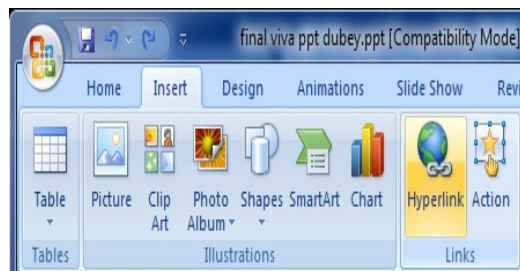 final viva ppt dubey.ppt [Compatibility Mode]
Home Insert Design Animations Slide Show
Table Picture Clip Art Photo Album Shapes SmartArt Chart Hyperlink Action
Tables Illustrations Links